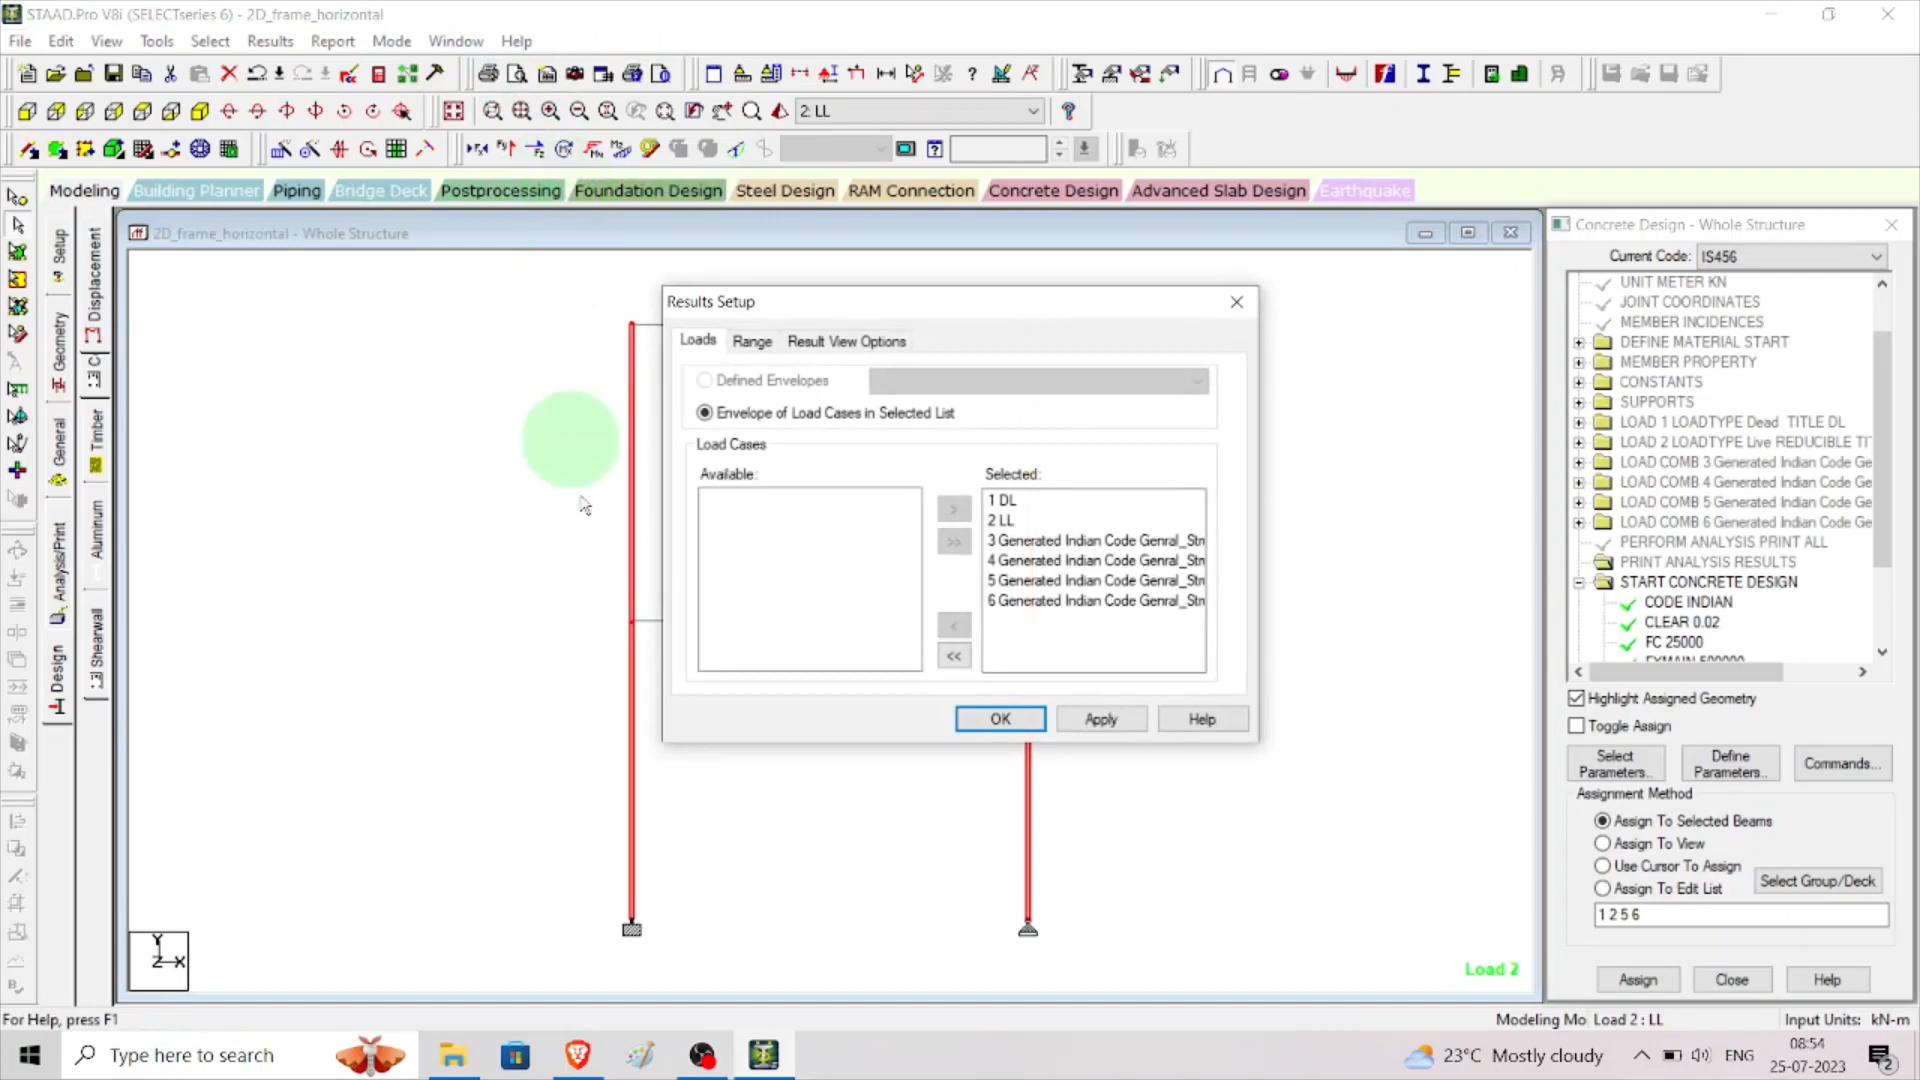 STAAD.Pro V8i (SELECTseries 6) - 2D_frame_horizontal
File Edit View Tools Select Results Report Mode Window Help
2: LL
Modeling Building Planner Piping Bridge Deck Postprocessing Foundation Design Steel Design RAM Connection Concrete Design Advanced Slab Design Earthquake
Setup
Geometry
General
Analysis/Print
Design
Displacement
C
Timber
Aluminum
Shearwall
2D_frame_horizontal - Whole Structure
Results Setup
Loads Range Result View Options
Defined Envelopes
Envelope of Load Cases in Selected List
Load Cases
Available: Selected:
1 DL
2 LL
3 Generated Indian Code Genral_Str
4 Generated Indian Code Genral_Str
5 Generated Indian Code Genral_Str
6 Generated Indian Code Genral_Str
>
>>
<
<<
OK Apply Help
Y
Z X
Load 2
Concrete Design - Whole Structure
Current Code: IS456
UNIT METER KN
JOINT COORDINATES
MEMBER INCIDENCES
DEFINE MATERIAL START
MEMBER PROPERTY
CONSTANTS
SUPPORTS
LOAD 1 LOADTYPE Dead TITLE DL
LOAD 2 LOADTYPE Live REDUCIBLE TI
LOAD COMB 3 Generated Indian Code Ge
LOAD COMB 4 Generated Indian Code Ge
LOAD COMB 5 Generated Indian Code Ge
LOAD COMB 6 Generated Indian Code Ge
PERFORM ANALYSIS PRINT ALL
PRINT ANALYSIS RESULTS
START CONCRETE DESIGN
CODE INDIAN
CLEAR 0.02
FC 25000
FYMAIN 500000
Highlight Assigned Geometry
Toggle Assign
Select Parameters..
Define Parameters..
Commands...
Assignment Method
Assign To Selected Beams
Assign To View
Use Cursor To Assign
Assign To Edit List
Select Group/Deck
1 2 5 6
Assign Close Help
For Help, press F1
Modeling Mo Load 2 : LL Input Units: kN-m
Type here to search
23°C Mostly cloudy
ENG
08:54
25-07-2023
2